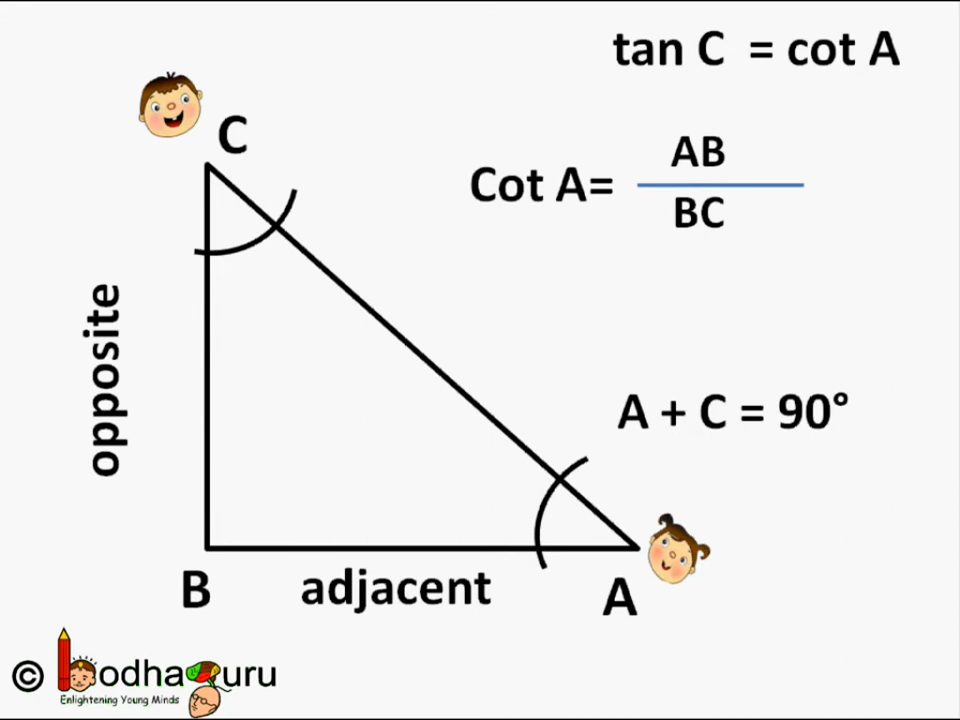 tan C = cot A
C
AB
Cot A=
BC
opposite
A + C = 90°
B
adjacent
A
© bodhaguru
Enlightening Young Minds